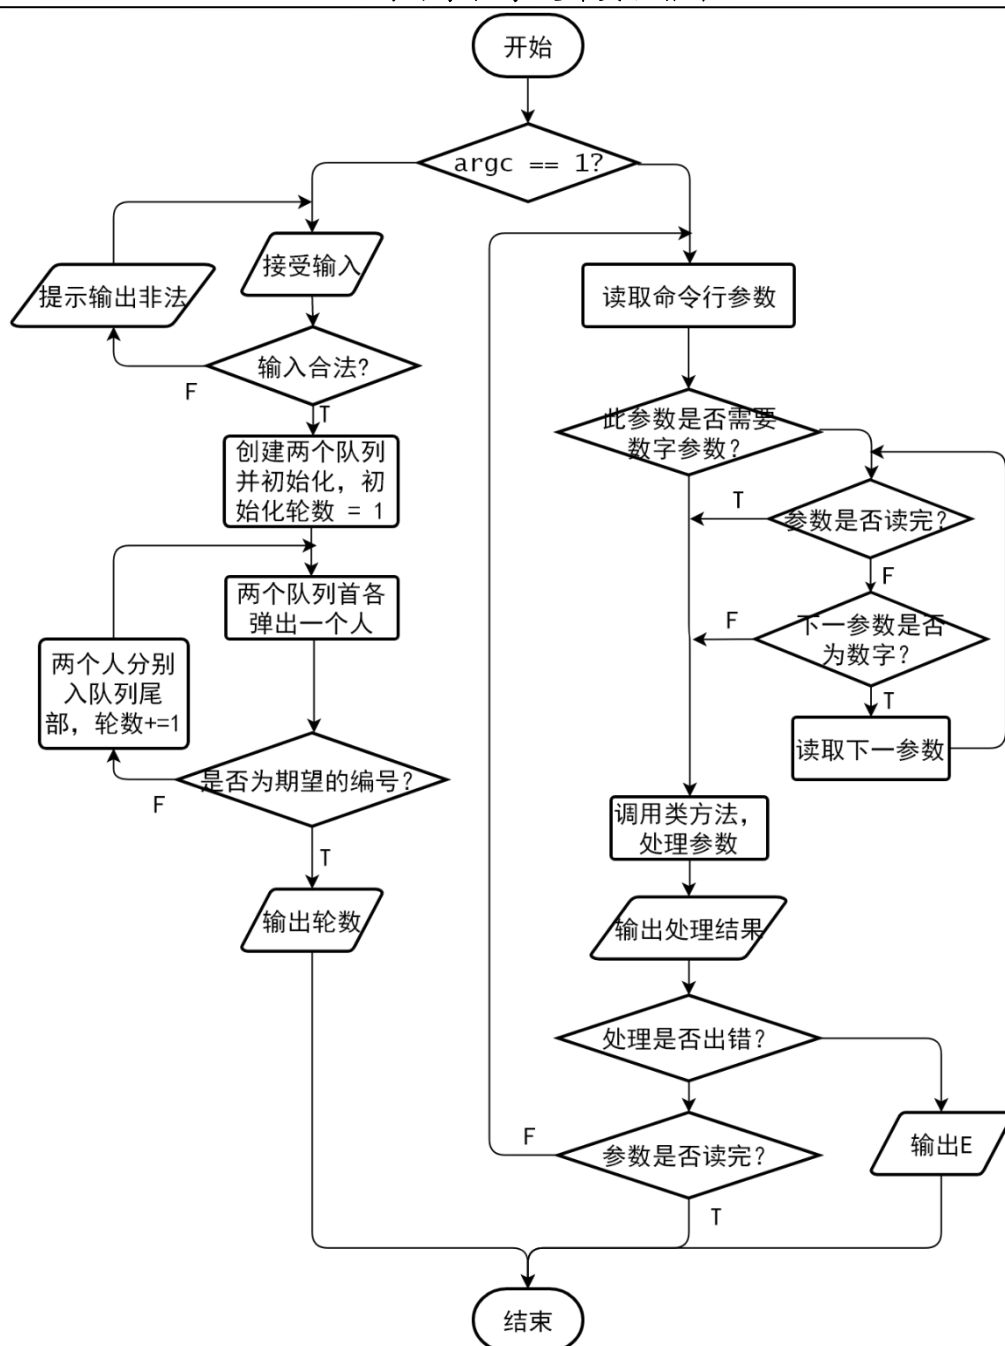 开始
argc == 1?
接受输入
提示输出非法
输入合法?
F
T
创建两个队列
并初始化，初
始化轮数 = 1
两个队列首各
弹出一个人
两个人分别
入队列尾
部，轮数+=1
是否为期望的编号?
F
T
输出轮数
读取命令行参数
此参数是否需要
数字参数?
T
参数是否读完?
F
F
下一参数是否
为数字?
T
读取下一参数
调用类方法，
处理参数
输出处理结果
处理是否出错?
F
参数是否读完?
T
输出E
结束